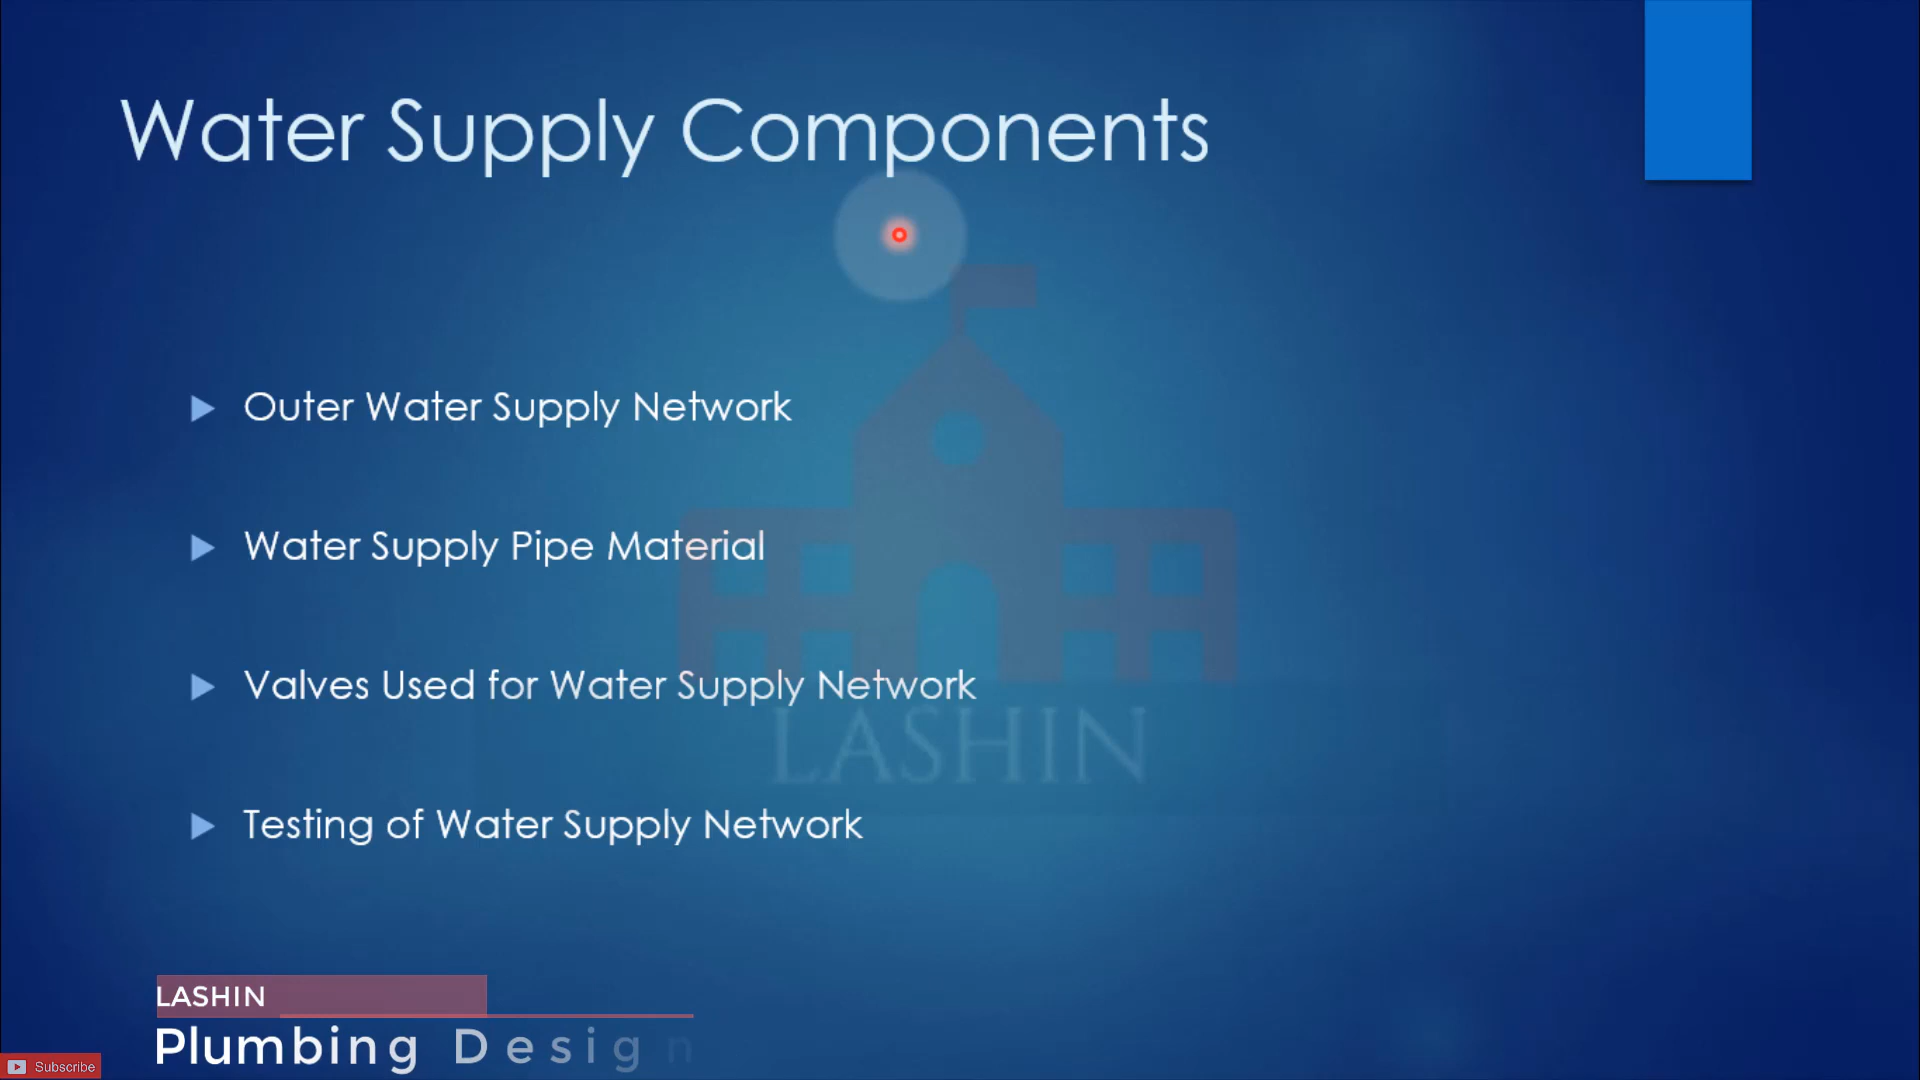 Water Supply Components
Outer Water Supply Network
Water Supply Pipe Material
Valves Used for Water Supply Network
LASHIN
Testing of Water Supply Network
LASHIN
Plumbing Design
Subscribe